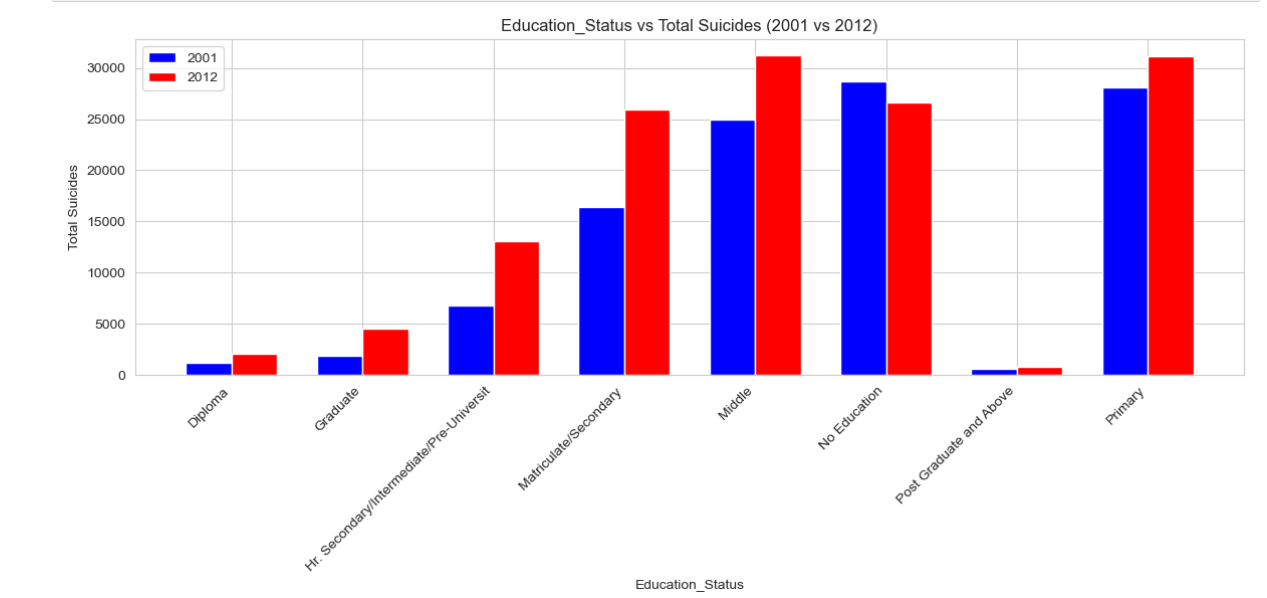 Education_Status vs Total Suicides (2001 vs 2012)
2001
2012
30000
25000
20000
15000
10000
5000
0
Total Suicides
Diploma
Graduate
Hr. Secondary/Intermediate/Pre-Universit
Matriculate/Secondary
Middle
No Education
Post Graduate and Above
Primary
Education_Status